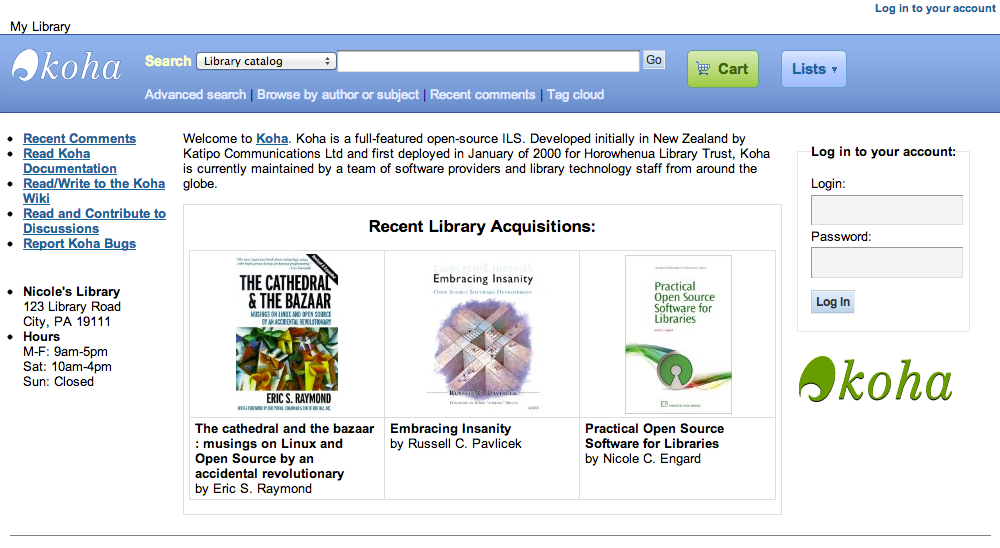 Log in to your account
My Library
koha
Search Library catalog Go
Cart
Lists ▾
Advanced search | Browse by author or subject | Recent comments | Tag cloud
Recent Comments
Read Koha
Documentation
Read/Write to the Koha
Wiki
Read and Contribute to
Discussions
Report Koha Bugs
Nicole's Library
123 Library Road
City, PA 19111
Hours
M-F: 9am-5pm
Sat: 10am-4pm
Sun: Closed
Welcome to Koha. Koha is a full-featured open-source ILS. Developed initially in New Zealand by
Katipo Communications Ltd and first deployed in January of 2000 for Horowhenua Library Trust, Koha
is currently maintained by a team of software providers and library technology staff from around the
globe.
Recent Library Acquisitions:
THE CATHEDRAL
& THE BAZAAR
MUSINGS ON LINUX AND OPEN SOURCE
BY AN ACCIDENTAL REVOLUTIONARY
ERIC S. RAYMOND
Embracing Insanity
OPEN SOURCE SOFTWARE DEVELOPMENT
RUSSELL C. PAVLICEK
Practical
Open Source
Software for
Libraries
The cathedral and the bazaar
: musings on Linux and
Open Source by an
accidental revolutionary
by Eric S. Raymond
Embracing Insanity
by Russell C. Pavlicek
Practical Open Source
Software for Libraries
by Nicole C. Engard
Log in to your account:
Login:
Password:
Log In
koha